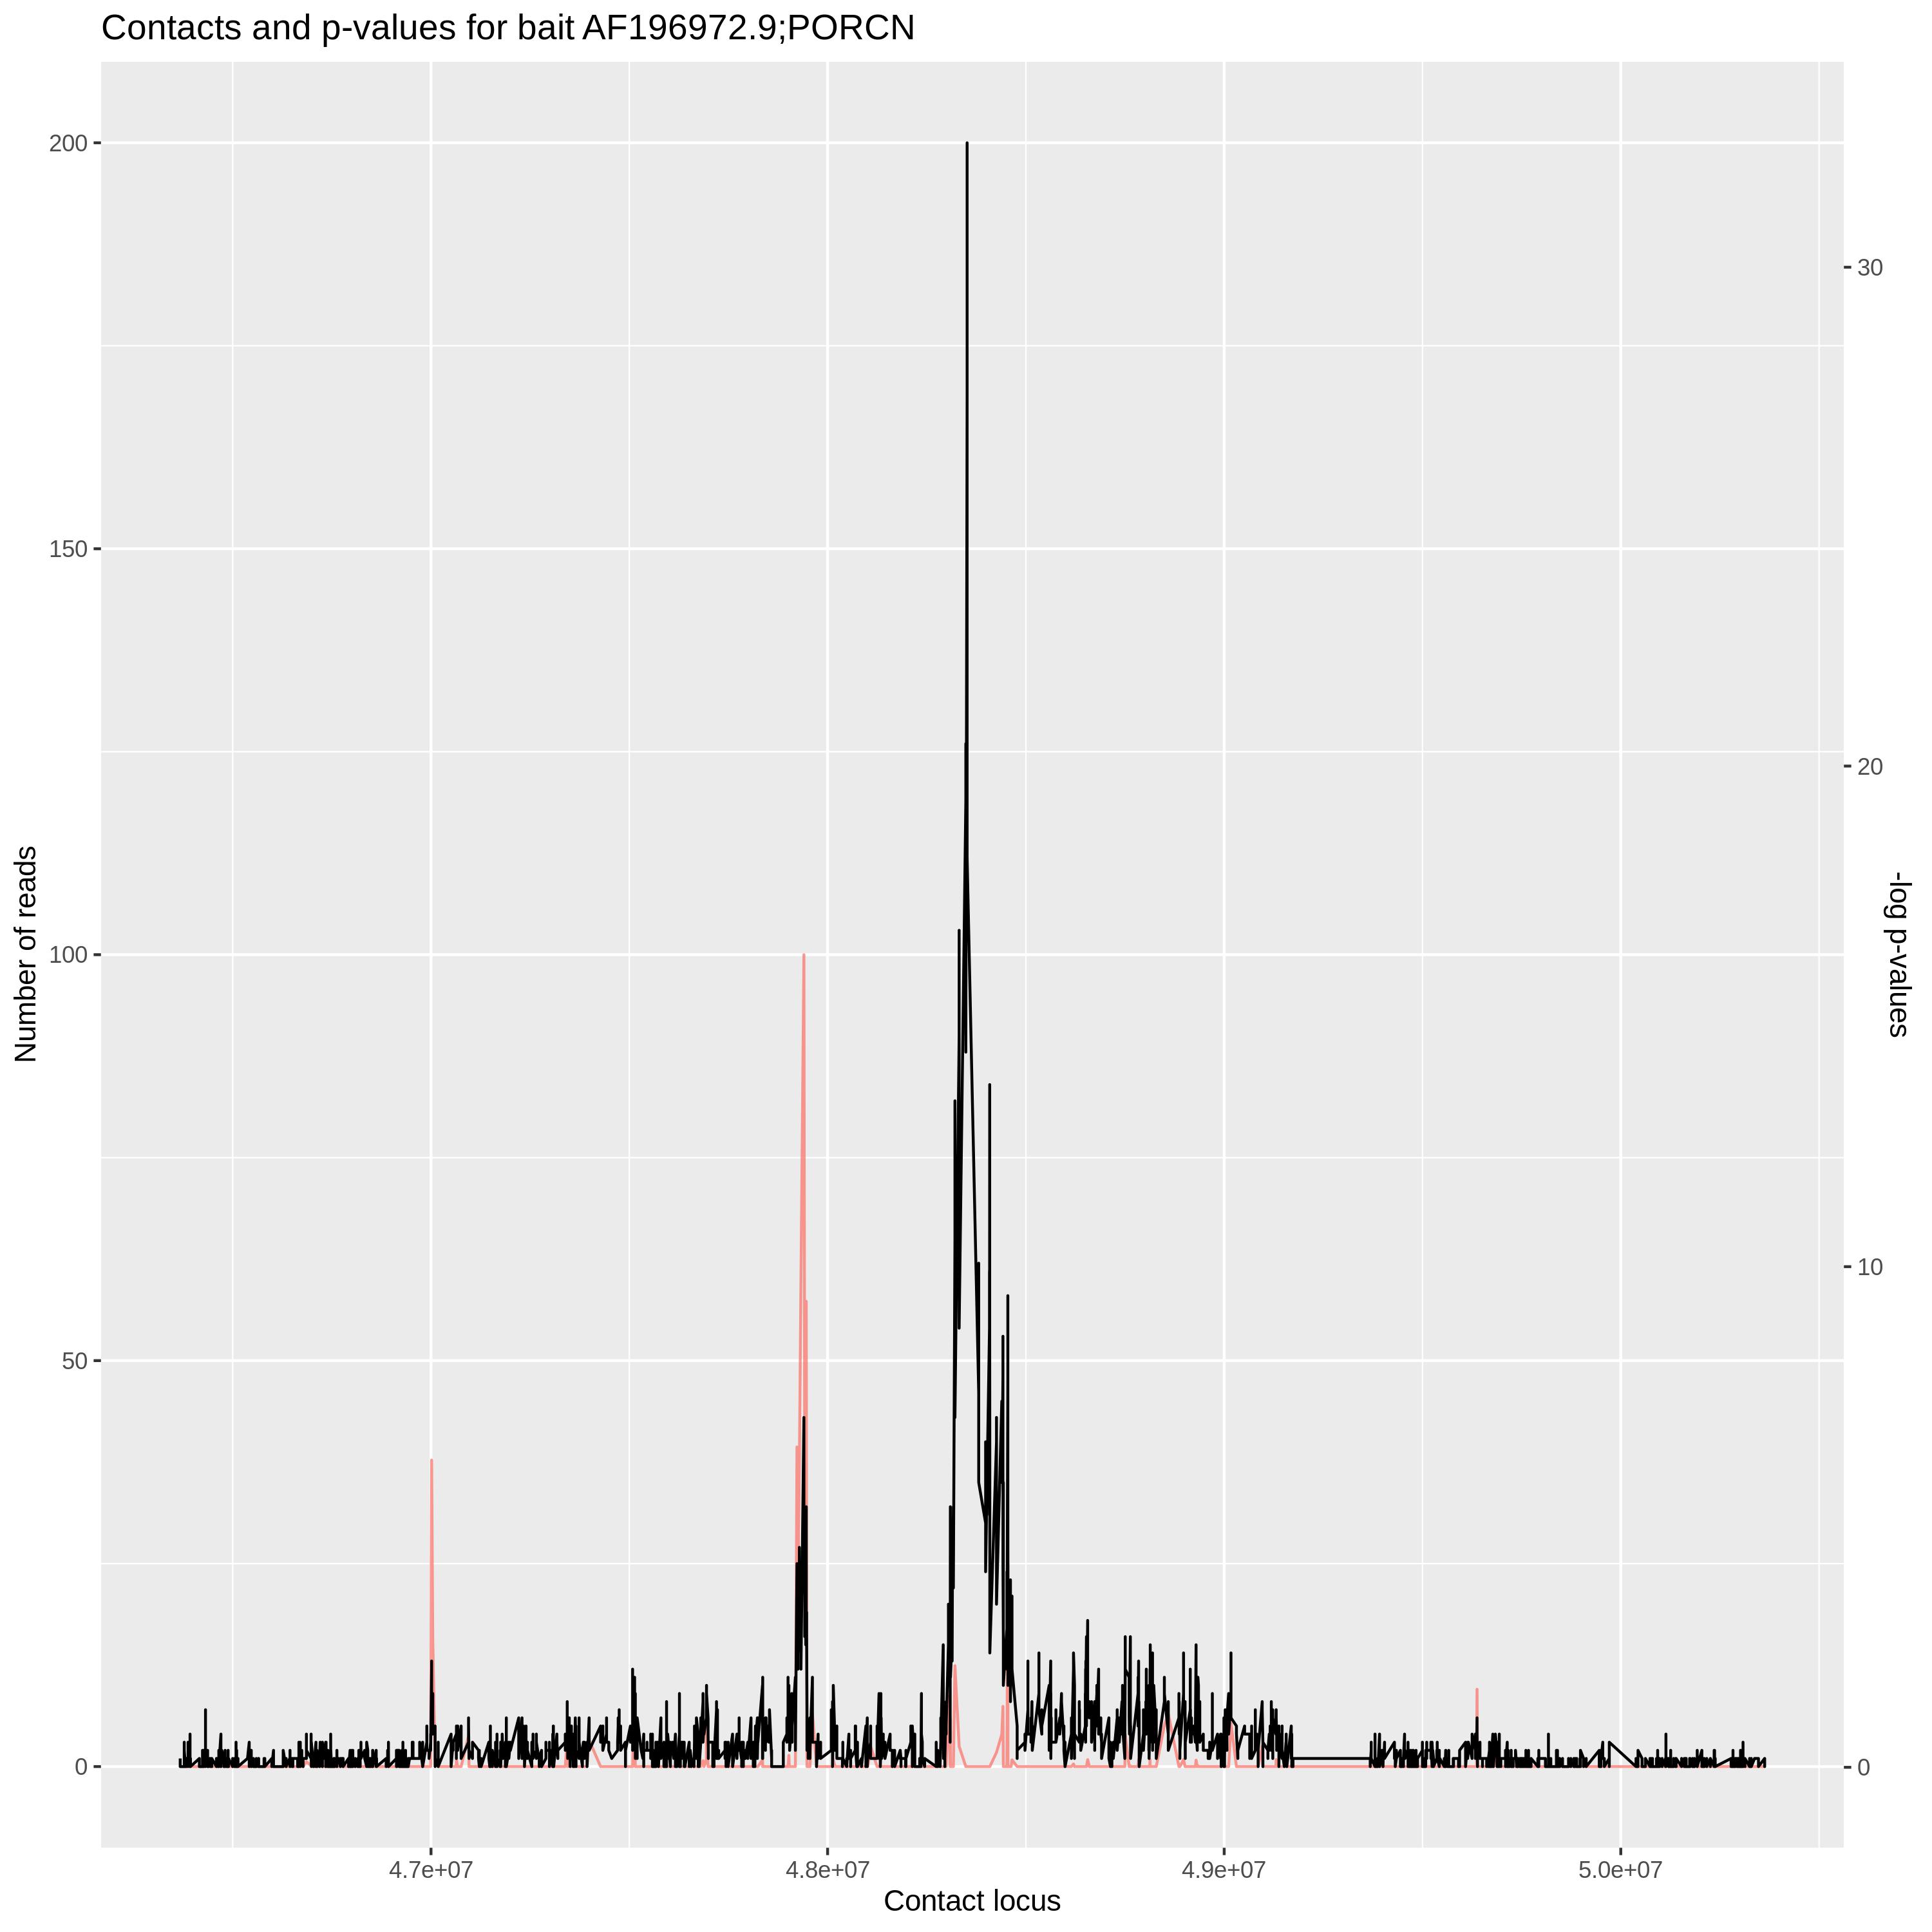 Contacts and p-values for bait AF196972.9;PORCN
200
150
100
50
0
Number of reads
30
20
10
0
-log p-values
4.7e+07
4.8e+07
4.9e+07
5.0e+07
Contact locus